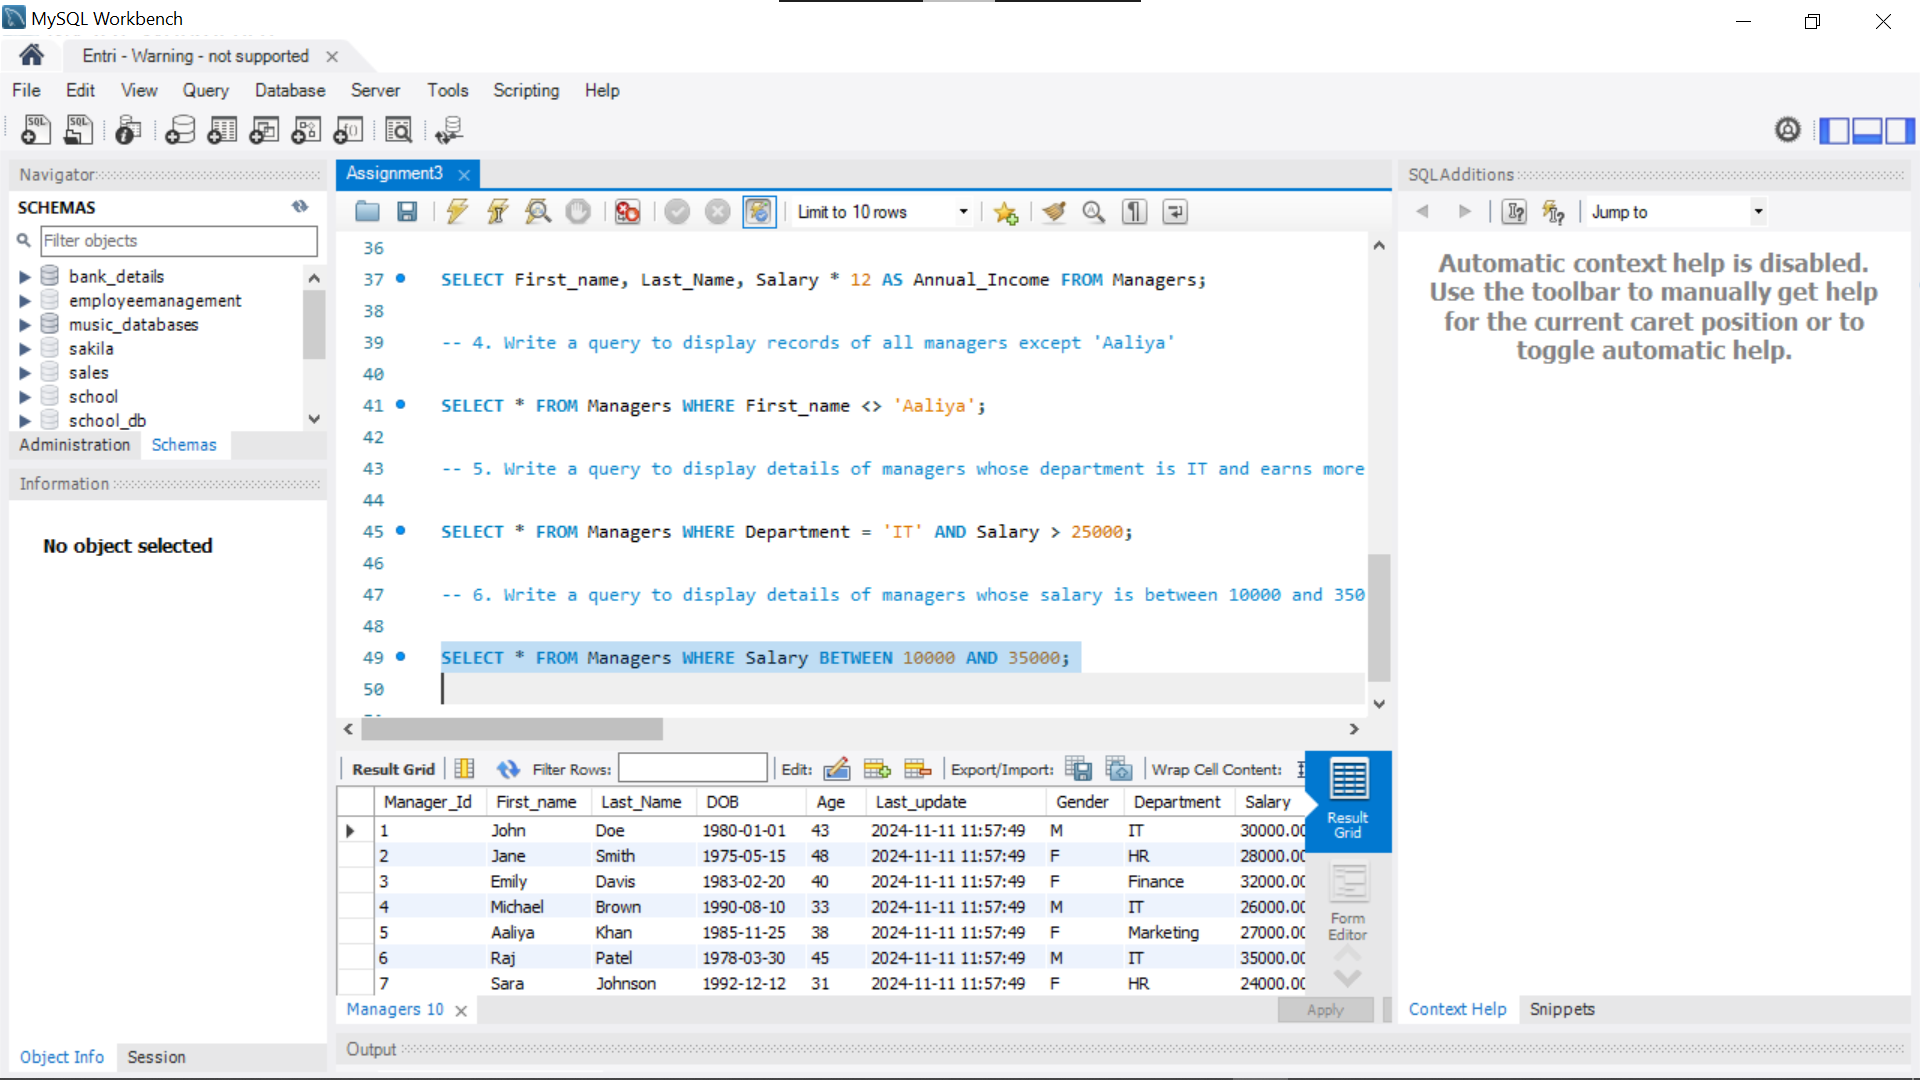 MySQL Workbench
Entri - Warning - not supported
File Edit View Query Database Server Tools Scripting Help
Navigator
SCHEMAS
Filter objects
bank_details
employeemanagement
music_databases
sakila
sales
school
school_db
Administration Schemas
Information
No object selected
Object Info Session
Assignment3
Limit to 10 rows
36
37 SELECT First_name, Last_Name, Salary * 12 AS Annual_Income FROM Managers;
38
39 -- 4. Write a query to display records of all managers except 'Aaliya'
40
41 SELECT * FROM Managers WHERE First_name <> 'Aaliya';
42
43 -- 5. Write a query to display details of managers whose department is IT and earns more
44
45 SELECT * FROM Managers WHERE Department = 'IT' AND Salary > 25000;
46
47 -- 6. Write a query to display details of managers whose salary is between 10000 and 350
48
49 SELECT * FROM Managers WHERE Salary BETWEEN 10000 AND 35000;
50
Result Grid Filter Rows: Edit: Export/Import: Wrap Cell Content:
Manager_Id First_name Last_Name DOB Age Last_update Gender Department Salary
1 John Doe 1980-01-01 43 2024-11-11 11:57:49 M IT 30000.00
2 Jane Smith 1975-05-15 48 2024-11-11 11:57:49 F HR 28000.00
3 Emily Davis 1983-02-20 40 2024-11-11 11:57:49 F Finance 32000.00
4 Michael Brown 1990-08-10 33 2024-11-11 11:57:49 M IT 26000.00
5 Aaliya Khan 1985-11-25 38 2024-11-11 11:57:49 F Marketing 27000.00
6 Raj Patel 1978-03-30 45 2024-11-11 11:57:49 M IT 35000.00
7 Sara Johnson 1992-12-12 31 2024-11-11 11:57:49 F HR 24000.00
Result
Grid
Form
Editor
Managers 10
Apply
Output
SQLAdditions
Jump to
Automatic context help is disabled.
Use the toolbar to manually get help
for the current caret position or to
toggle automatic help.
Context Help Snippets